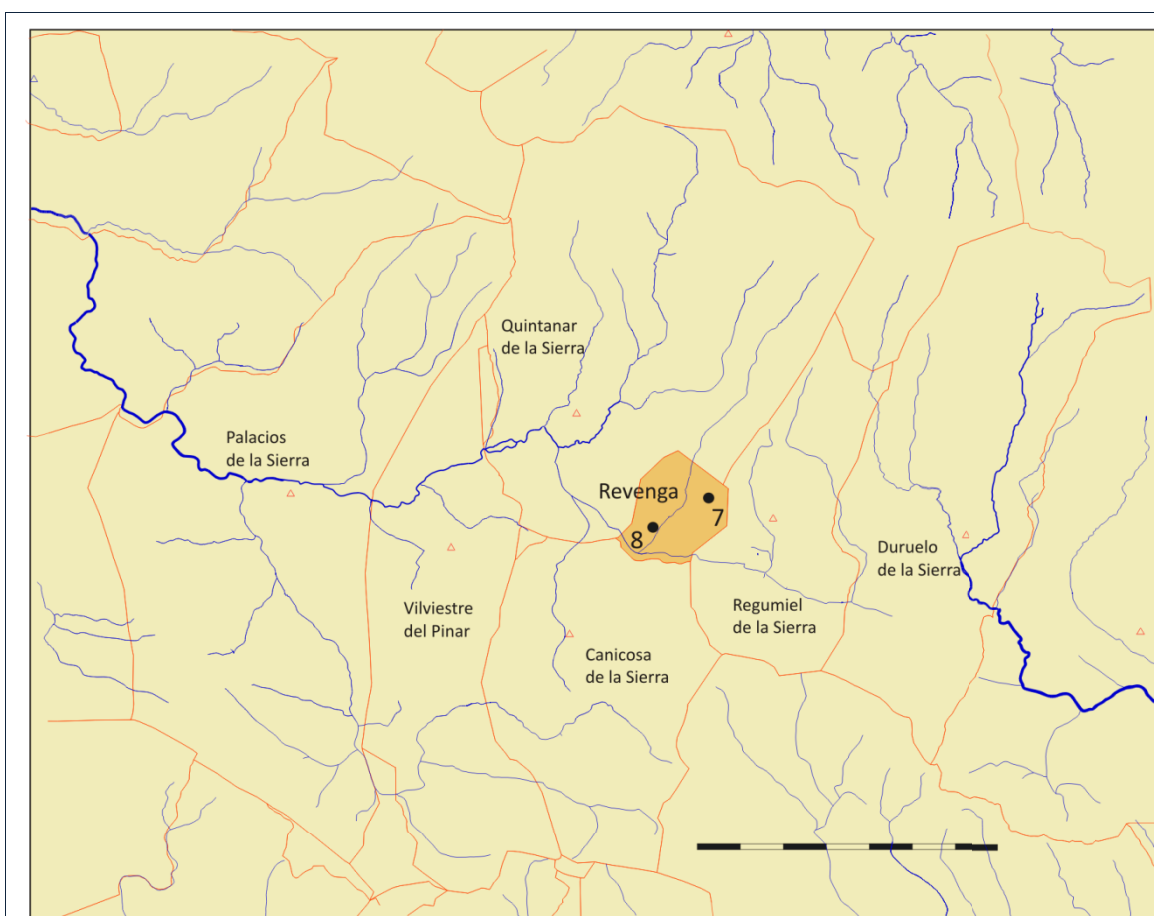 Quintanar
de la Sierra
Palacios
de la Sierra
Revenga
7
8
Duruelo
de la Sierra
Vilviestre
del Pinar
Regumiel
de la Sierra
Canicosa
de la Sierra